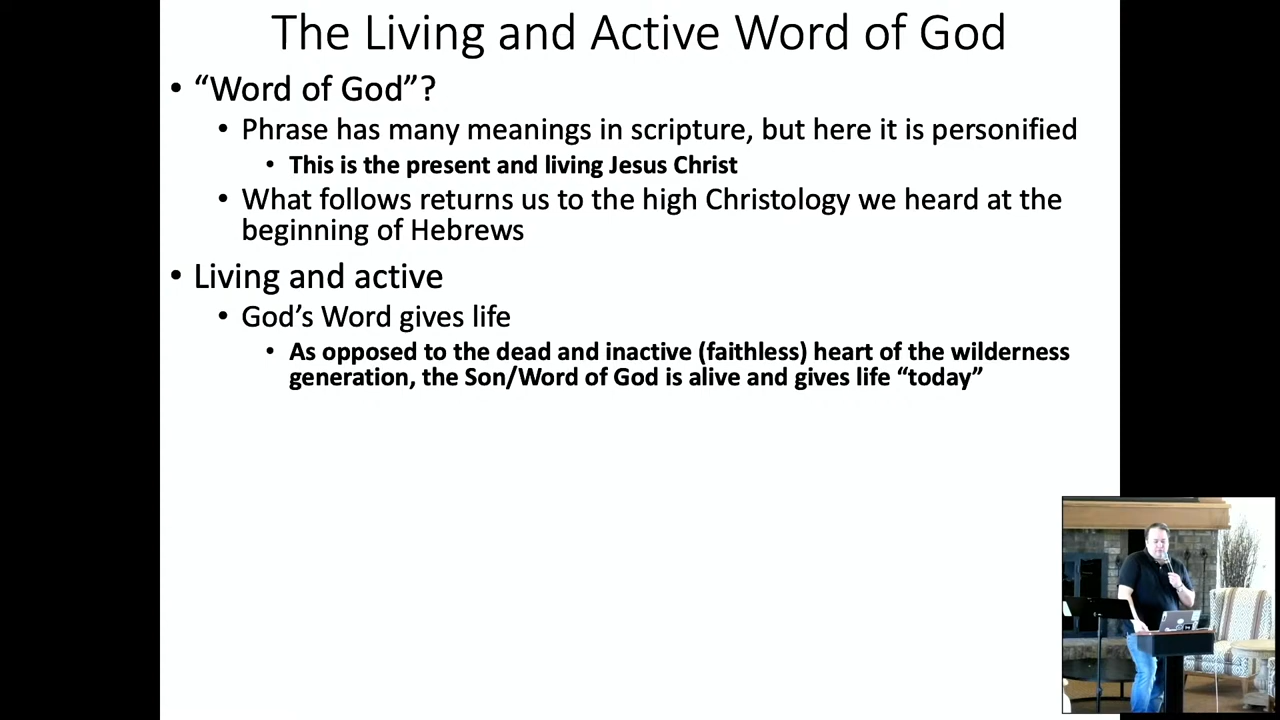 The Living and Active Word of God
• “Word of God”?
• Phrase has many meanings in scripture, but here it is personified
• This is the present and living Jesus Christ
• What follows returns us to the high Christology we heard at the
beginning of Hebrews
• Living and active
• God’s Word gives life
• As opposed to the dead and inactive (faithless) heart of the wilderness
generation, the Son/Word of God is alive and gives life “today”